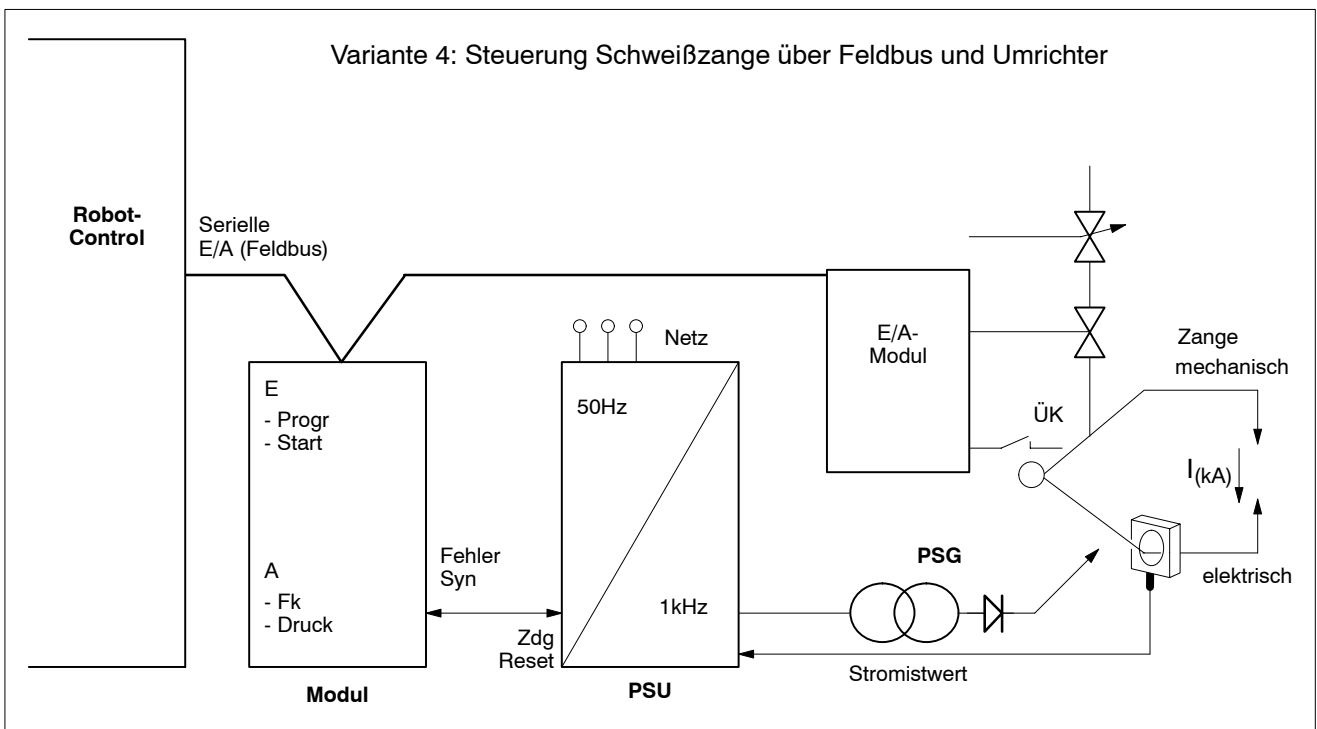 Variante 4: Steuerung Schweißzange über Feldbus und Umrichter
Robot-
Control
Serielle
E/A (Feldbus)
E
- Progr
- Start
A
- Fk
- Druck
Modul
Fehler
Syn
Zdg
Reset
Netz
50Hz
1kHz
PSU
E/A-
Modul
ÜK
Zange
mechanisch
I(kA)
elektrisch
PSG
Stromistwert